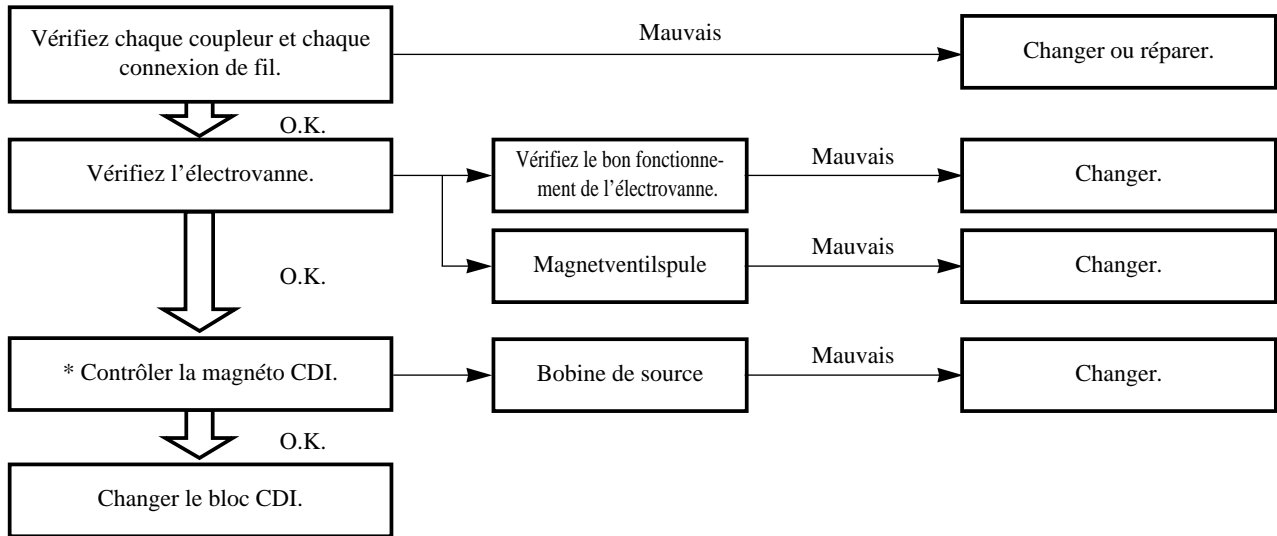 Vérifiez chaque coupleur et chaque
connexion de fil.
Mauvais
Changer ou réparer.
O.K.
Vérifiez l’électrovanne.
Vérifiez le bon fonctionne-
ment de l’électrovanne.
Mauvais
Changer.
Magnetventilspule
Mauvais
Changer.
O.K.
* Contrôler la magnéto CDI.
Bobine de source
Mauvais
Changer.
O.K.
Changer le bloc CDI.